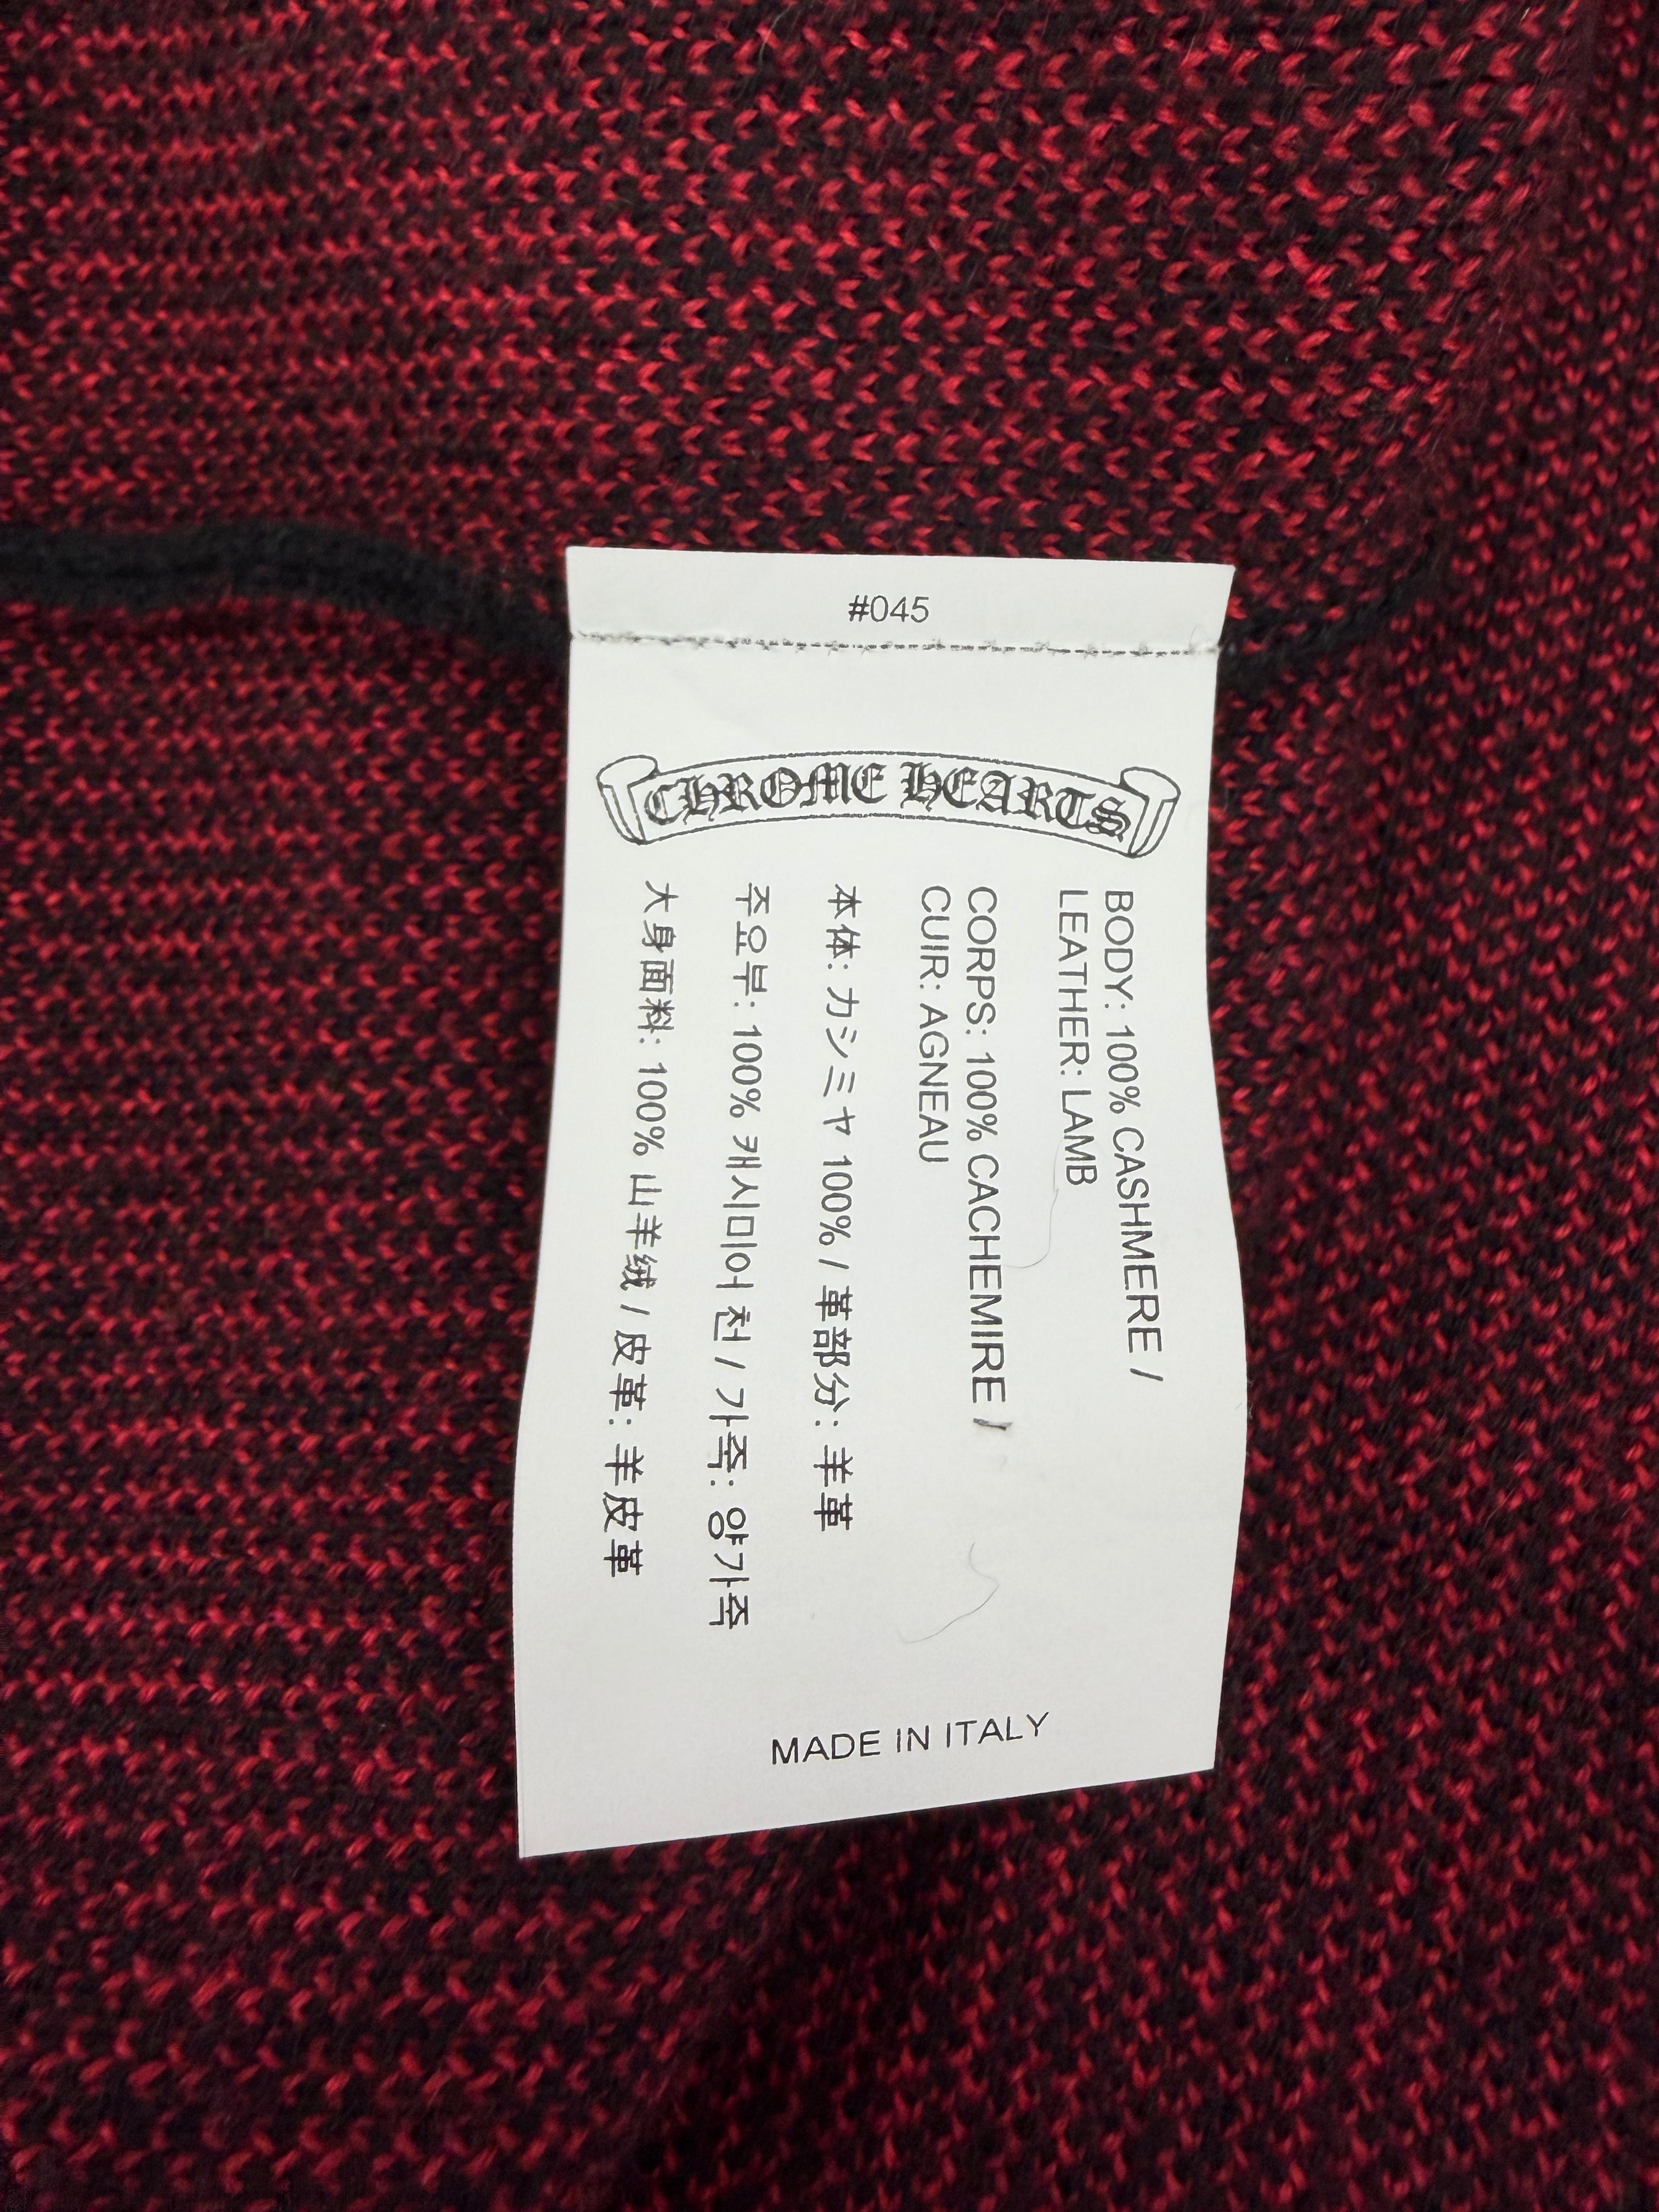 #045
CHROME HEARTS
BODY: 100% CASHMERE /
LEATHER: LAMB
CORPS: 100% CACHEMIRE /
CUIR: AGNEAU
本体: カシミヤ 100% / 革部分: 羊革
주요부: 100% 캐시미어 천 / 가죽: 양가죽
大身面料: 100% 山羊绒 / 皮革: 羊皮革
MADE IN ITALY